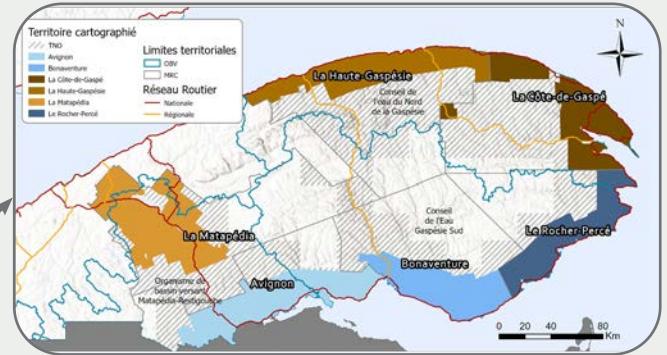 Territoire cartographié
TNO
Avignon
Bonaventure
La Côte-de-Gaspé
La Haute-Gaspésie
La Matapédia
Le Rocher-Percé
Limites territoriales
OBV
MRC
Réseau Routier
Nationale
Régionale
N
La Haute-Gaspésie
Conseil de
l'eau du Nord
de la Gaspésie
La Côte-de-Gaspé
Conseil
de l'Eau
Gaspésie Sud
Le Rocher-Percé
La Matapédia
Bonaventure
Avignon
Organisme de
bassin versant
Matapédia-Restigouche
0 20 40 80
Km